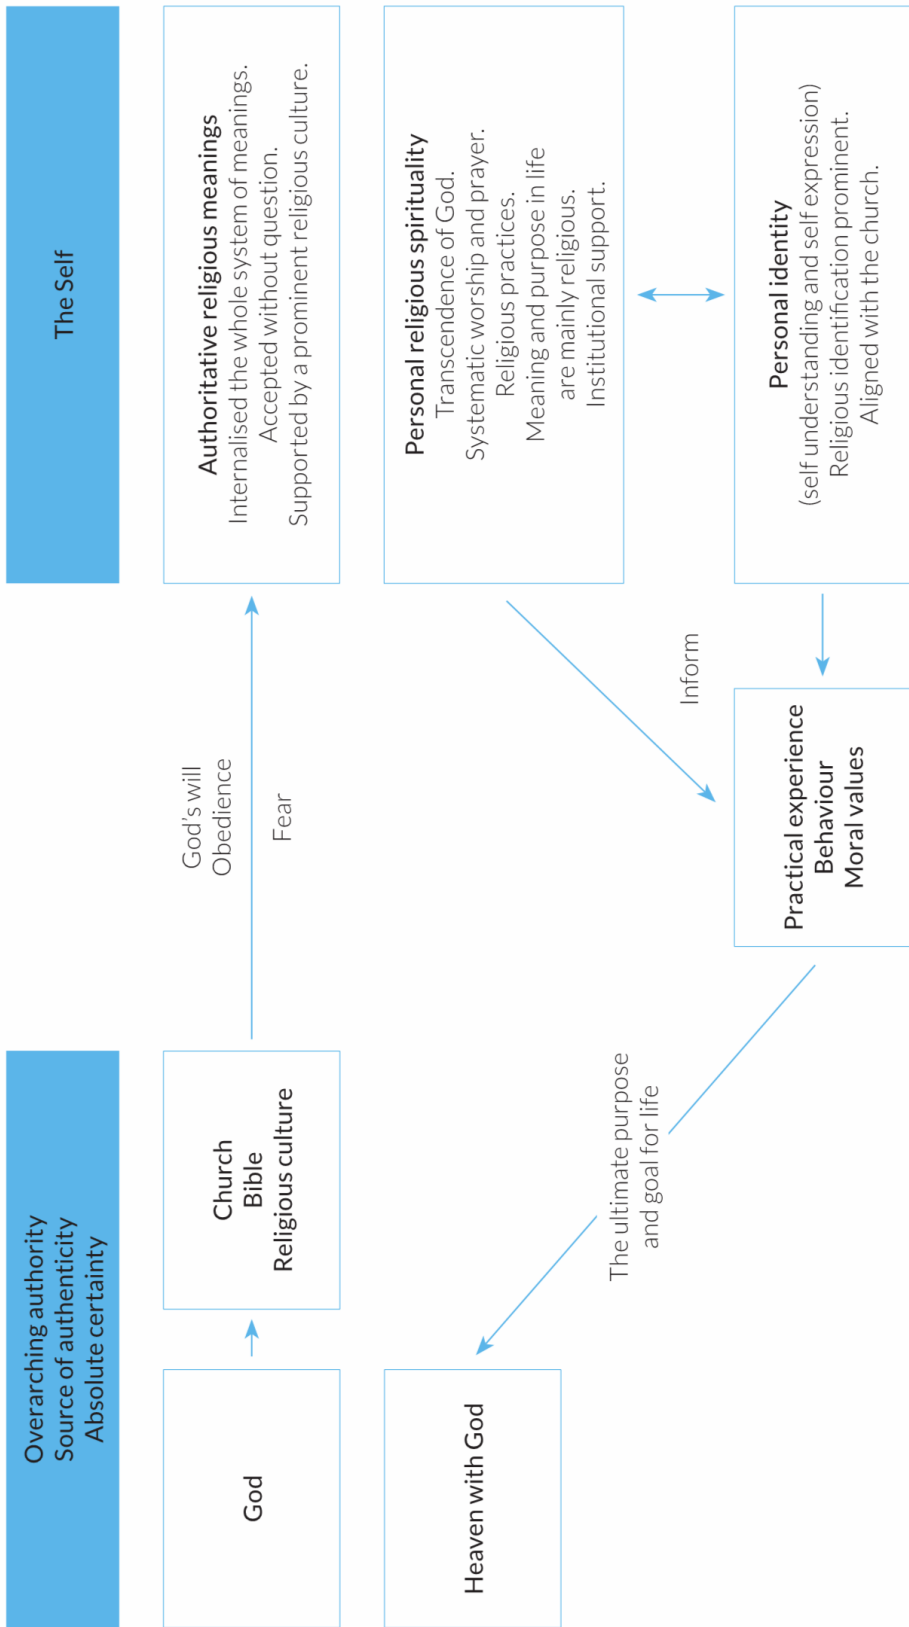 Overarching authority
Source of authenticity
Absolute certainty
The Self
God
Church
Bible
Religious culture
God's will
Obedience
Fear
Authoritative religious meanings
Internalised the whole system of meanings.
Accepted without question.
Supported by a prominent religious culture.
Heaven with God
The ultimate purpose
and goal for life
Personal religious spirituality
Transcendence of God.
Systematic worship and prayer.
Religious practices.
Meaning and purpose in life
are mainly religious.
Institutional support.
Inform
Practical experience
Behaviour
Moral values
Personal identity
(self understanding and self expression)
Religious identification prominent.
Aligned with the church.